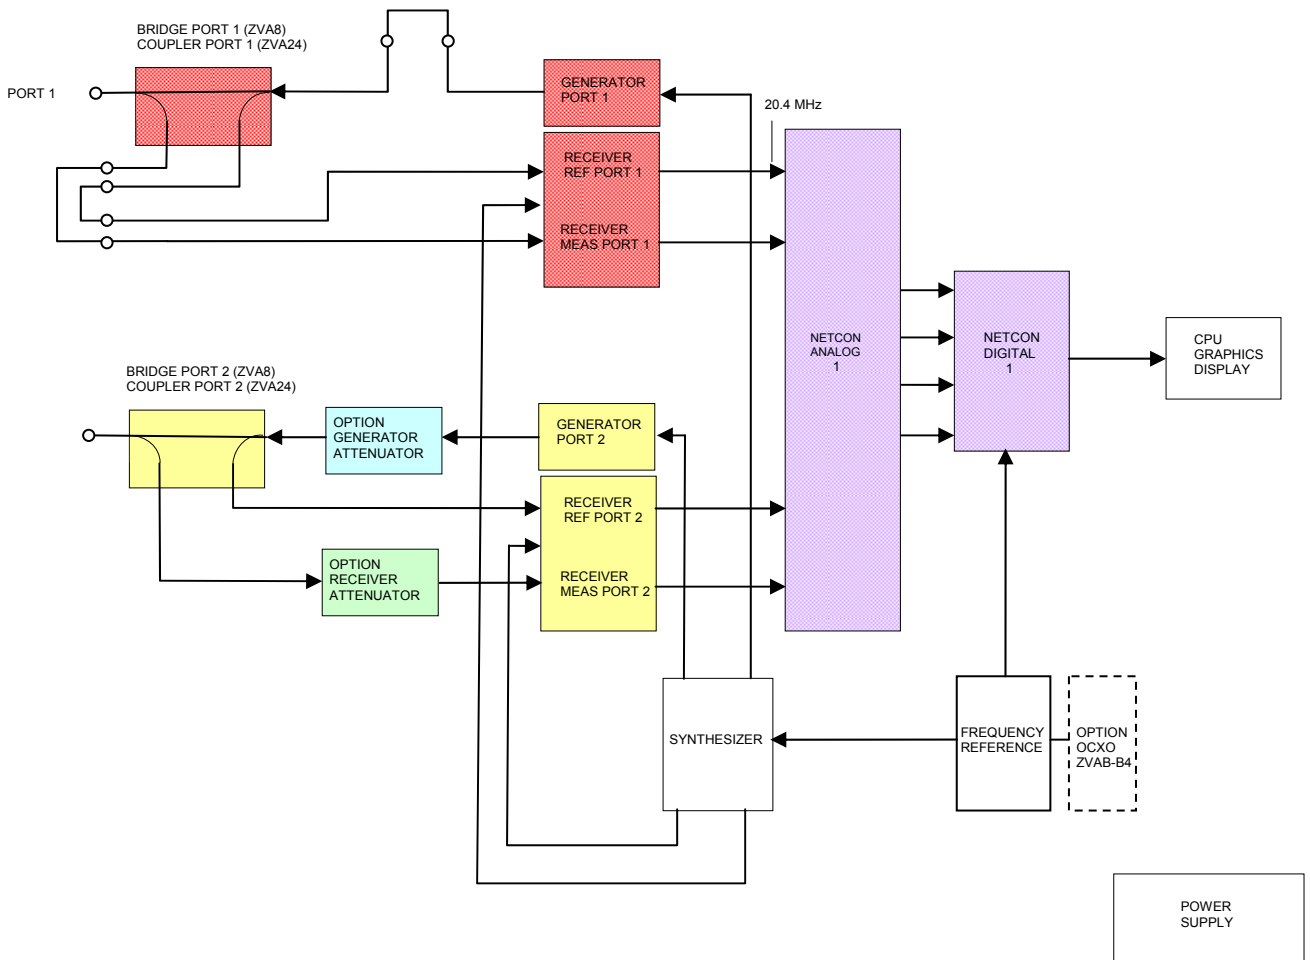 BRIDGE PORT 1 (ZVA8)
COUPLER PORT 1 (ZVA24)
PORT 1
GENERATOR
PORT 1
20.4 MHz
RECEIVER
REF PORT 1
RECEIVER
MEAS PORT 1
NETCON
ANALOG
1
NETCON
DIGITAL
1
CPU
GRAPHICS
DISPLAY
BRIDGE PORT 2 (ZVA8)
COUPLER PORT 2 (ZVA24)
OPTION
GENERATOR
ATTENUATOR
GENERATOR
PORT 2
RECEIVER
REF PORT 2
OPTION
RECEIVER
ATTENUATOR
RECEIVER
MEAS PORT 2
SYNTHESIZER
FREQUENCY
REFERENCE
OPTION
OCXO
ZVAB-B4
POWER
SUPPLY